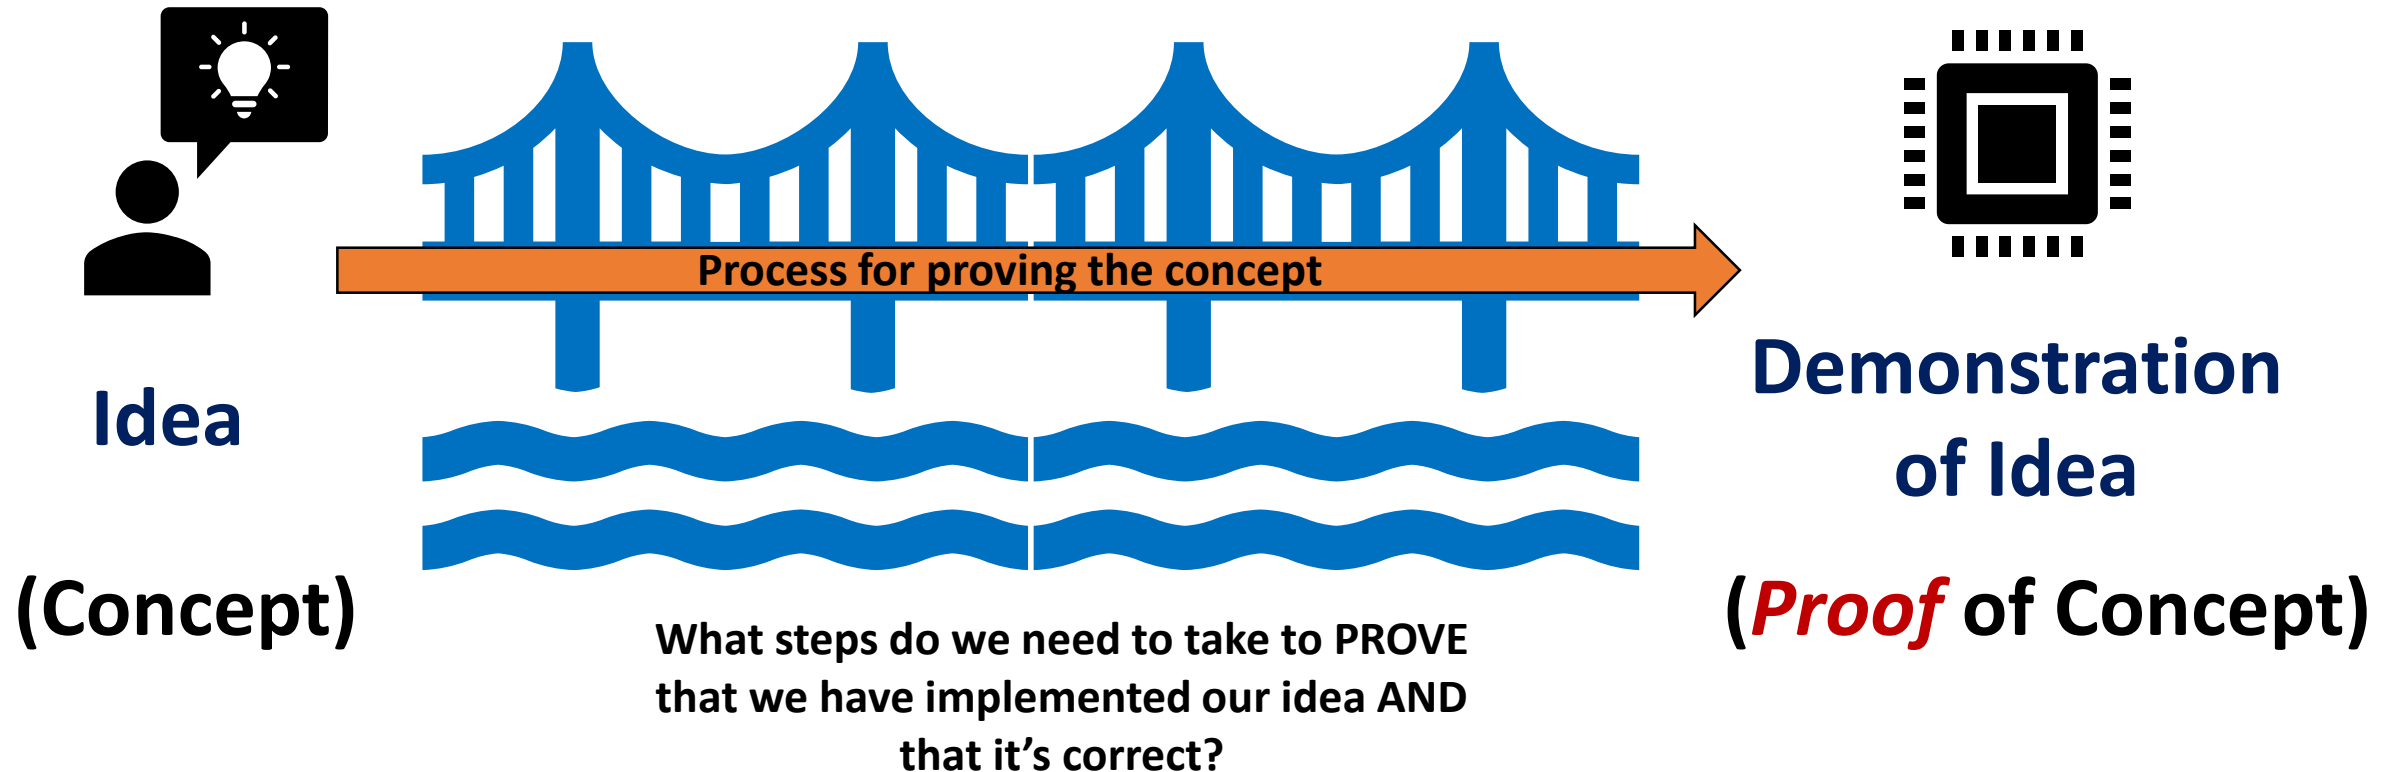 Process for proving the concept
Idea
(Concept)
Demonstration
of Idea
(Proof of Concept)
What steps do we need to take to PROVE
that we have implemented our idea AND
that it’s correct?